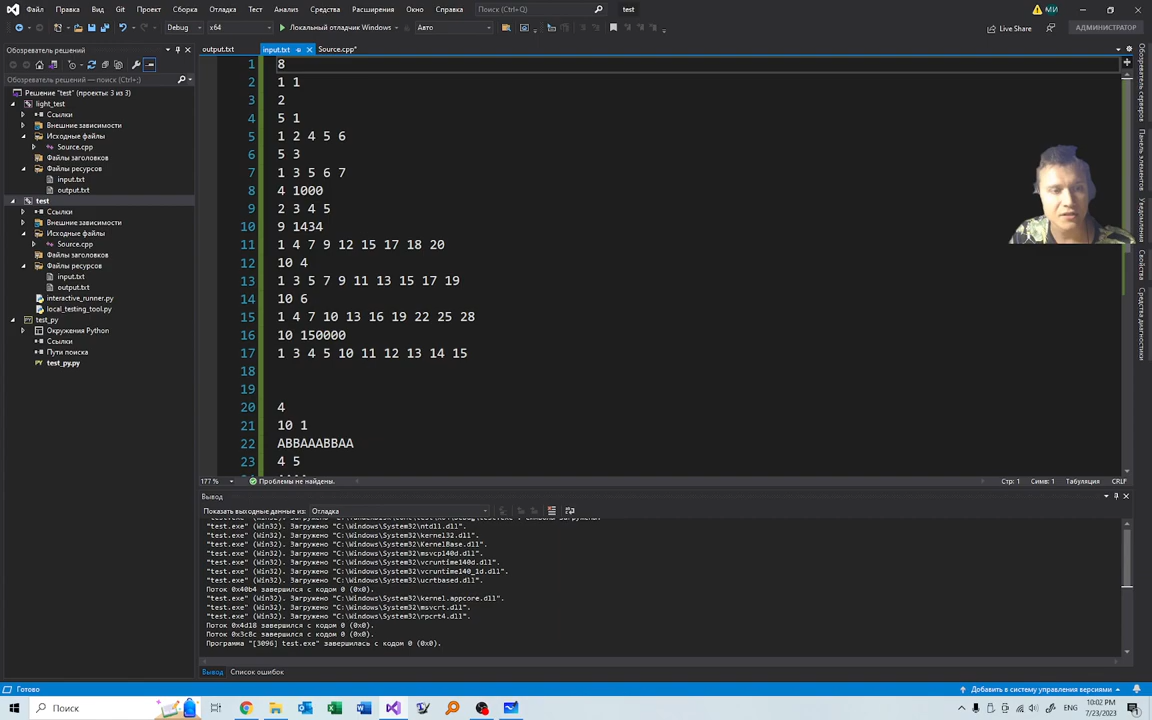 Файл Правка Вид Git Проект Сборка Отладка Тест Анализ Средства Расширения Окно Справка Поиск (Ctrl+Q) test МИ
Debug x64 Локальный отладчик Windows Авто Live Share АДМИНИСТРАТОР
Обозреватель решений
output.txt input.txt Source.cpp*
Обозреватель решений — поиск (Ctrl+;)
Решение "test" (проекты: 3 из 3)
light_test
Ссылки
Внешние зависимости
Исходные файлы
Source.cpp
Файлы заголовков
Файлы ресурсов
input.txt
output.txt
test
Ссылки
Внешние зависимости
Исходные файлы
Source.cpp
Файлы заголовков
Файлы ресурсов
input.txt
output.txt
interactive_runner.py
local_testing_tool.py
test_py
Окружения Python
Ссылки
Пути поиска
test_py.py
1 8
2 1 1
3 2
4 5 1
5 1 2 4 5 6
6 5 3
7 1 3 5 6 7
8 4 1000
9 2 3 4 5
10 9 1434
11 1 4 7 9 12 15 17 18 20
12 10 4
13 1 3 5 7 9 11 13 15 17 19
14 10 6
15 1 4 7 10 13 16 19 22 25 28
16 10 150000
17 1 3 4 5 10 11 12 13 14 15
18
19
20 4
21 10 1
22 ABBAAABBAA
23 4 5
Обозреватель серверов
Панель элементов
Уведомления
Свойства
Средства диагностики
177 % Проблемы не найдены. Стр: 1 Симв: 1 Табуляция CRLF
Вывод
Показать выходные данные из: Отладка
"test.exe" (Win32). Загружено "C:\Windows\System32\ntdll.dll".
"test.exe" (Win32). Загружено "C:\Windows\System32\kernel32.dll".
"test.exe" (Win32). Загружено "C:\Windows\System32\KernelBase.dll".
"test.exe" (Win32). Загружено "C:\Windows\System32\msvcp140d.dll".
"test.exe" (Win32). Загружено "C:\Windows\System32\vcruntime140d.dll".
"test.exe" (Win32). Загружено "C:\Windows\System32\vcruntime140_1d.dll".
"test.exe" (Win32). Загружено "C:\Windows\System32\ucrtbased.dll".
Поток 0x40b4 завершился с кодом 0 (0x0).
"test.exe" (Win32). Загружено "C:\Windows\System32\kernel.appcore.dll".
"test.exe" (Win32). Загружено "C:\Windows\System32\msvcrt.dll".
"test.exe" (Win32). Загружено "C:\Windows\System32\rpcrt4.dll".
Поток 0x4d18 завершился с кодом 0 (0x0).
Поток 0x3c8c завершился с кодом 0 (0x0).
Программа "[3096] test.exe" завершилась с кодом 0 (0x0).
Вывод Список ошибок
Готово Добавить в систему управления версиями
Поиск ENG 10:02 PM
7/23/2023